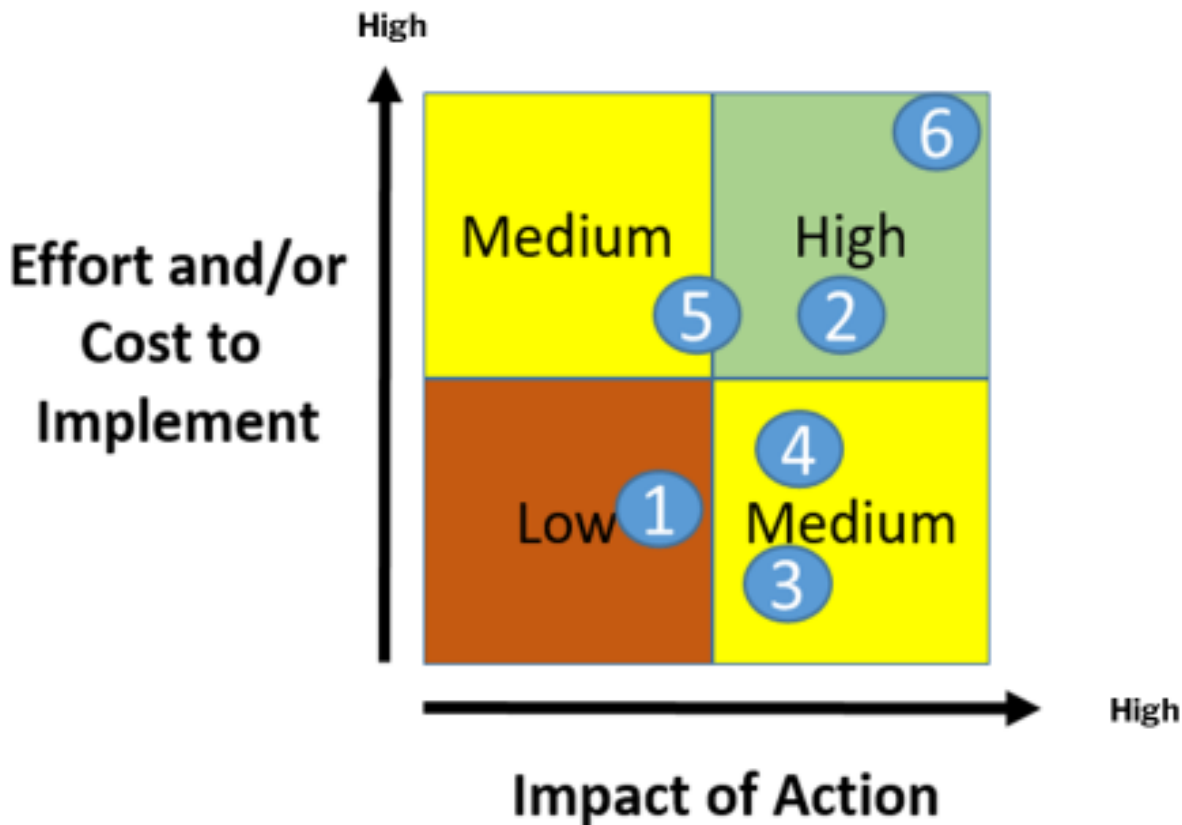 High
6
Medium
High
Effort and/or
Cost to
Implement
5
2
4
Low
1
Medium
3
High
Impact of Action